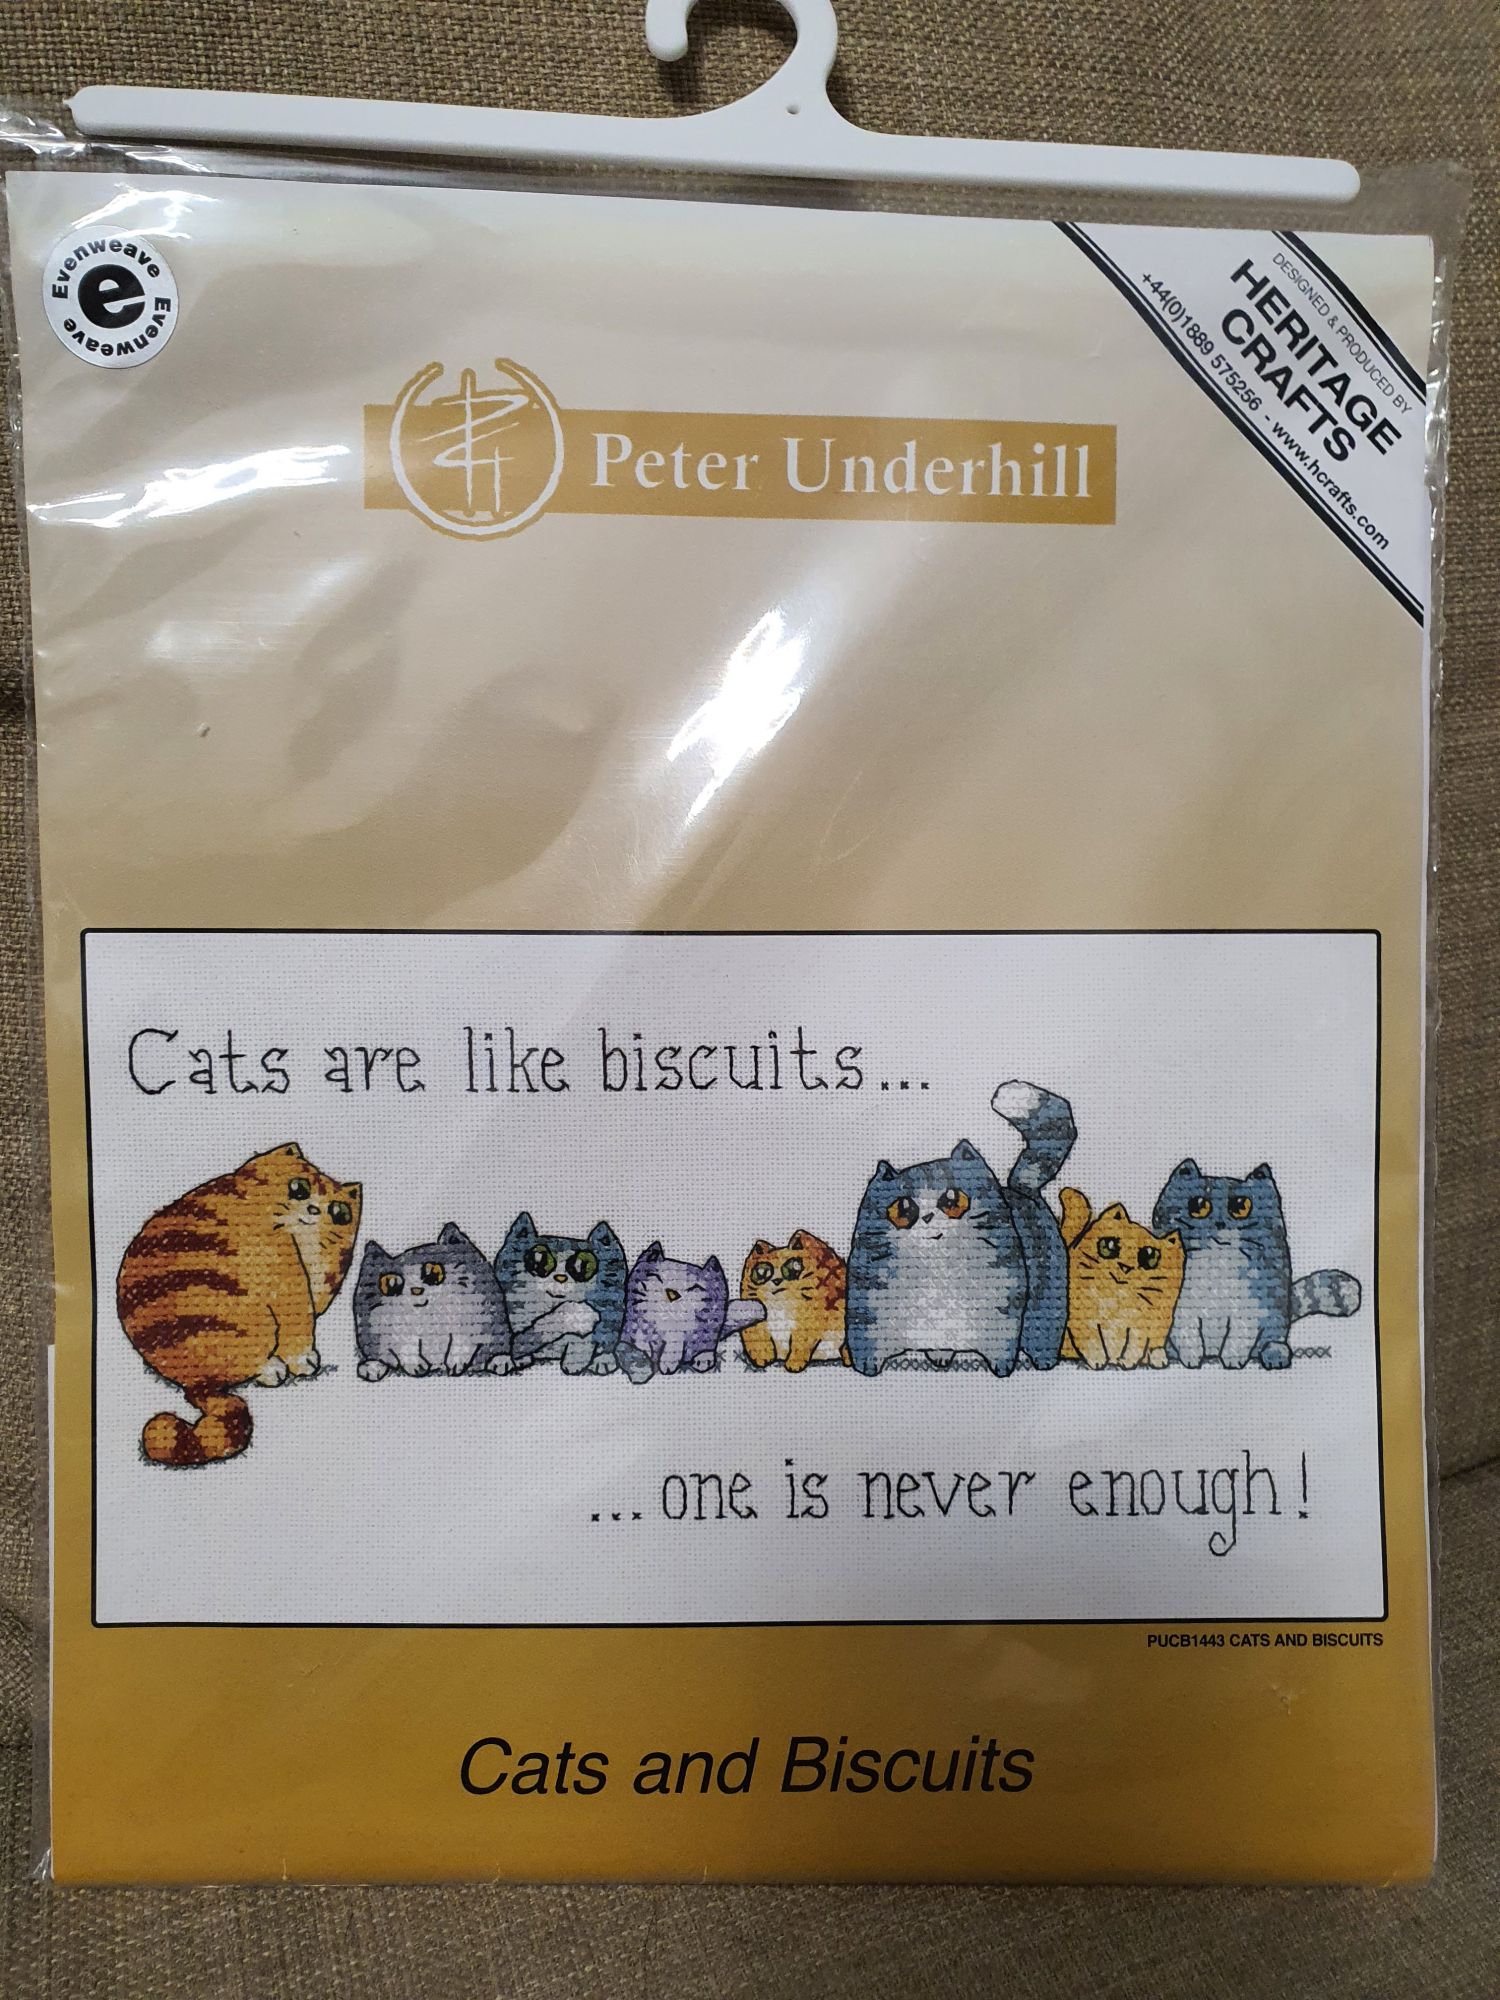 Evenweave Evenweave Evenweave
e
DESIGNED & PRODUCED BY
HERITAGE
CRAFTS
+44(0)1889 575256 - www.hcrafts.com
Peter Underhill
Cats are like biscuits...
...one is never enough!
PUCB1443 CATS AND BISCUITS
Cats and Biscuits